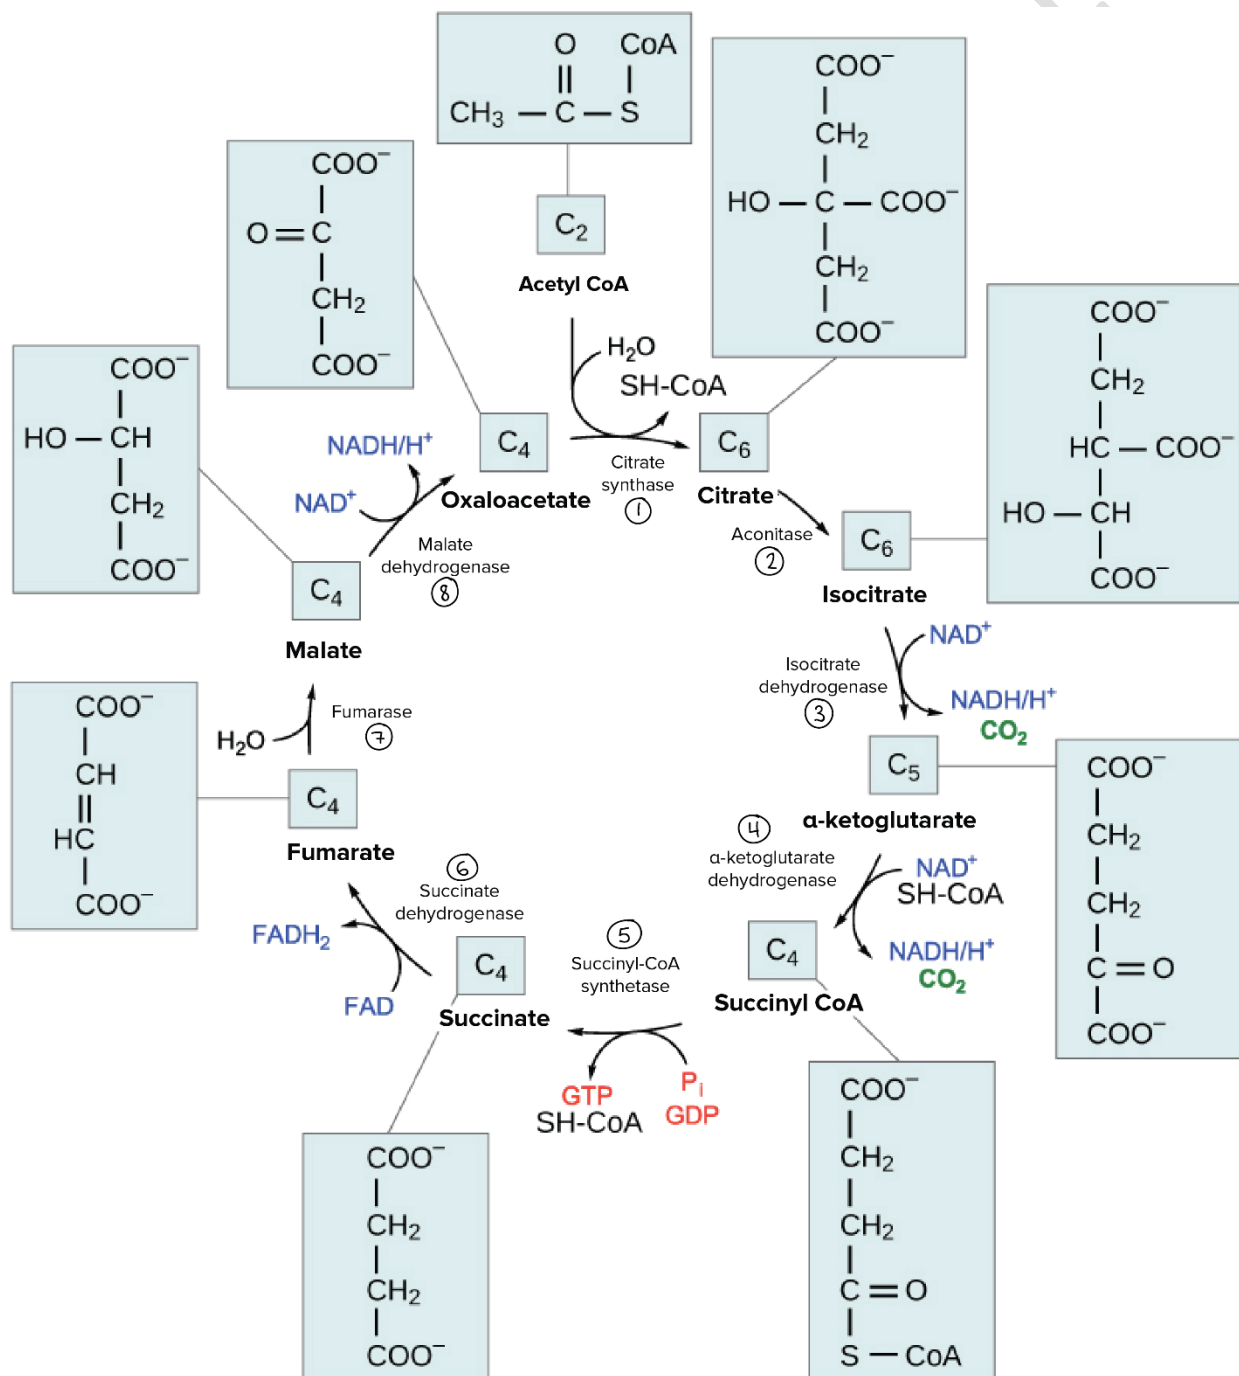 O
CoA
CH₃ — C — S
C₂
Acetyl CoA
COO⁻
CH₂
HO — C — COO⁻
CH₂
COO⁻
COO⁻
O=C
CH₂
COO⁻
H₂O
SH-CoA
C₄
Oxaloacetate
Citrate
synthase
①
C₆
Citrate
Aconitase
②
C₆
Isocitrate
COO⁻
CH₂
HC — COO⁻
HO — CH
COO⁻
NAD⁺
NADH/H⁺
CO₂
Isocitrate
dehydrogenase
③
C₅
α-ketoglutarate
COO⁻
CH₂
CH₂
C=O
COO⁻
④
α-ketoglutarate
dehydrogenase
NAD⁺
SH-CoA
NADH/H⁺
CO₂
C₄
Succinyl CoA
COO⁻
CH₂
CH₂
C=O
S — CoA
⑤
Succinyl-CoA
synthetase
Pᵢ
GDP
GTP
SH-CoA
C₄
Succinate
COO⁻
CH₂
CH₂
COO⁻
⑥
Succinate
dehydrogenase
FADH₂
FAD
C₄
Fumarate
COO⁻
CH
HC
COO⁻
Fumarase
⑦
H₂O
C₄
Malate
COO⁻
HO — CH
CH₂
COO⁻
Malate
dehydrogenase
⑧
NADH/H⁺
NAD⁺